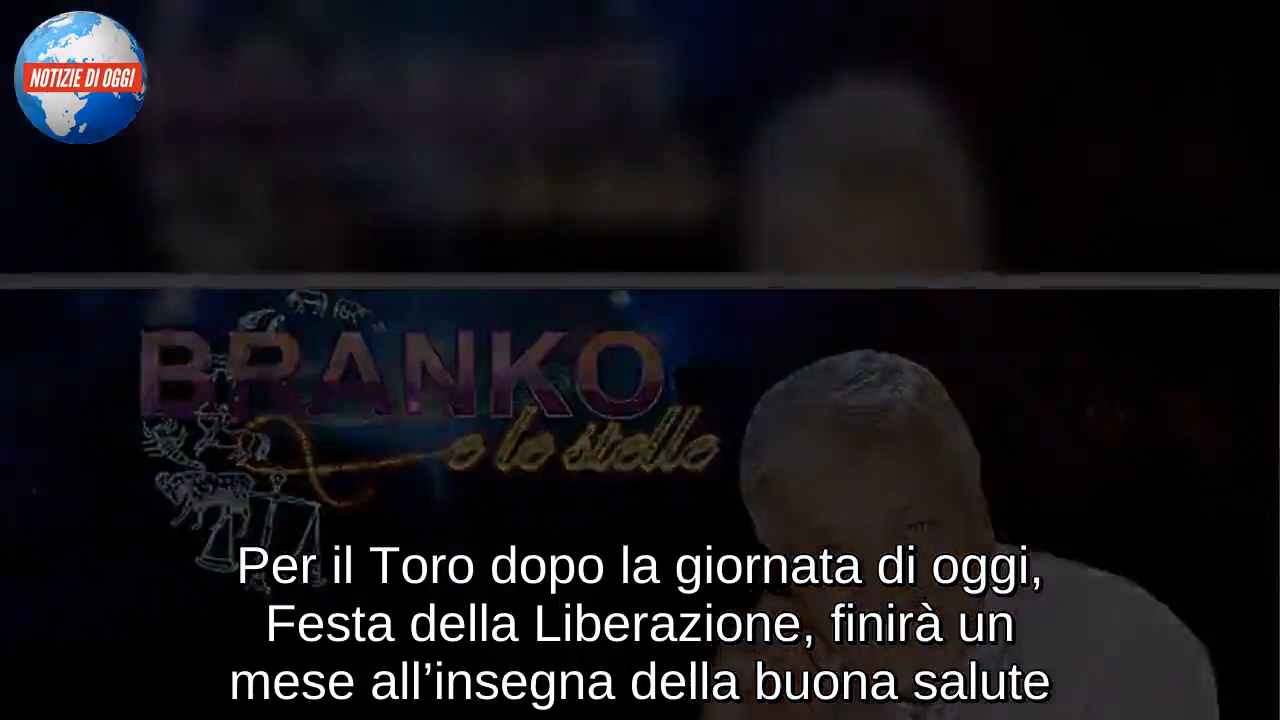 NOTIZIE DI OGGI
BRANKO
e le stelle
Per il Toro dopo la giornata di oggi,
Festa della Liberazione, finirà un
mese all’insegna della buona salute